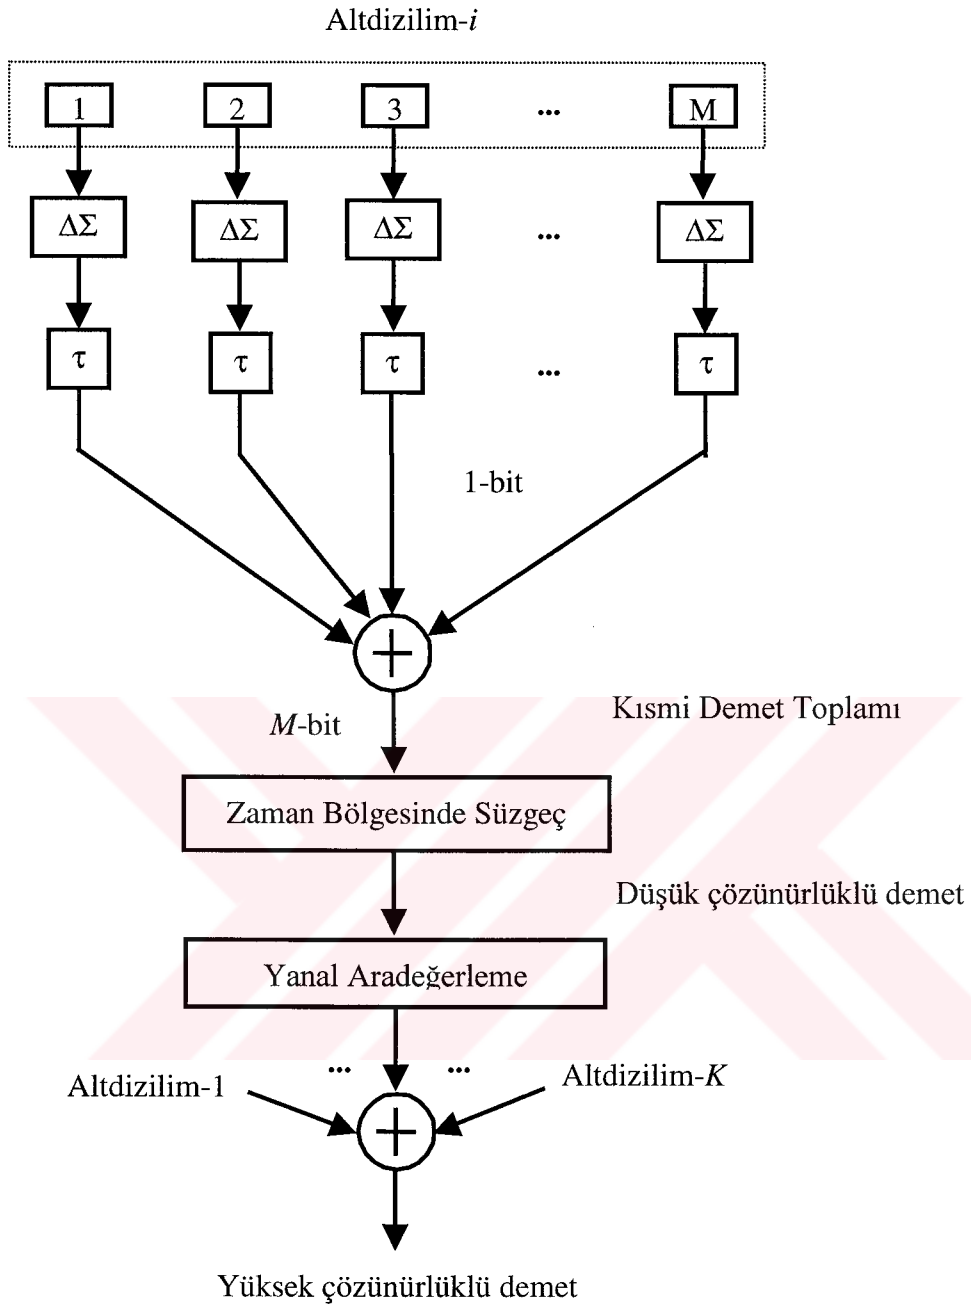 Altdizilim-i
1 2 3 ... M
ΔΣ ΔΣ ΔΣ ... ΔΣ
τ τ τ ... τ
1-bit
+
Kısmi Demet Toplamı
M-bit
Zaman Bölgesinde Süzgeç
Düşük çözünürlüklü demet
Yanal Aradeğerleme
... ...
Altdizilim-1 Altdizilim-K
+
Yüksek çözünürlüklü demet